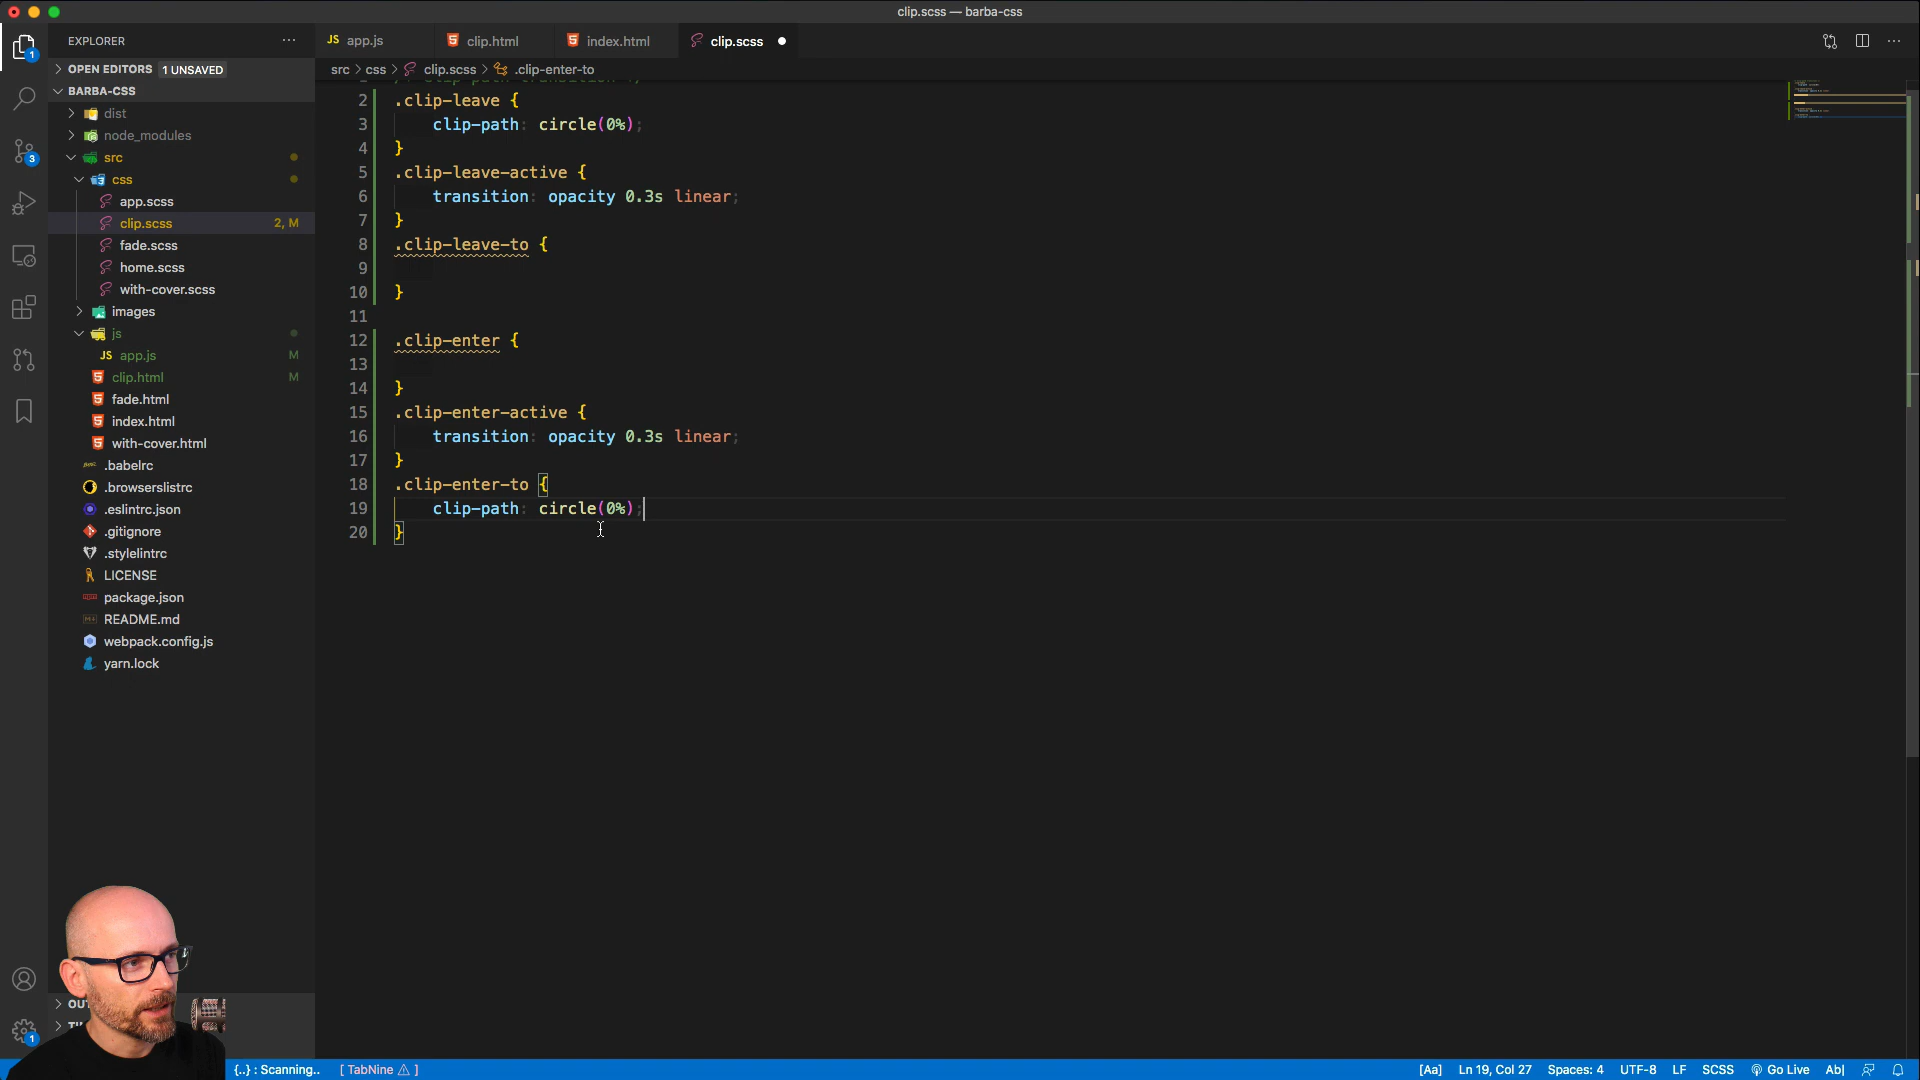 clip.scss — barba-css
EXPLORER
JS app.js
clip.html
index.html
clip.scss
OPEN EDITORS 1 UNSAVED
src > css > clip.scss > .clip-enter-to
BARBA-CSS
dist
node_modules
src
css
app.scss
clip.scss 2, M
fade.scss
home.scss
with-cover.scss
images
js
JS app.js M
clip.html M
fade.html
index.html
with-cover.html
.babelrc
.browserslistrc
.eslintrc.json
.gitignore
.stylelintrc
LICENSE
package.json
README.md
webpack.config.js
yarn.lock
2 .clip-leave {
3 clip-path: circle(0%);
4 }
5 .clip-leave-active {
6 transition: opacity 0.3s linear;
7 }
8 .clip-leave-to {
9
10 }
11
12 .clip-enter {
13
14 }
15 .clip-enter-active {
16 transition: opacity 0.3s linear;
17 }
18 .clip-enter-to {
19 clip-path: circle(0%);
20 }
1
3
1
{..} : Scanning..
[ TabNine ⚠ ]
[Aa]
Ln 19, Col 27
Spaces: 4
UTF-8
LF
SCSS
Go Live
Ab|